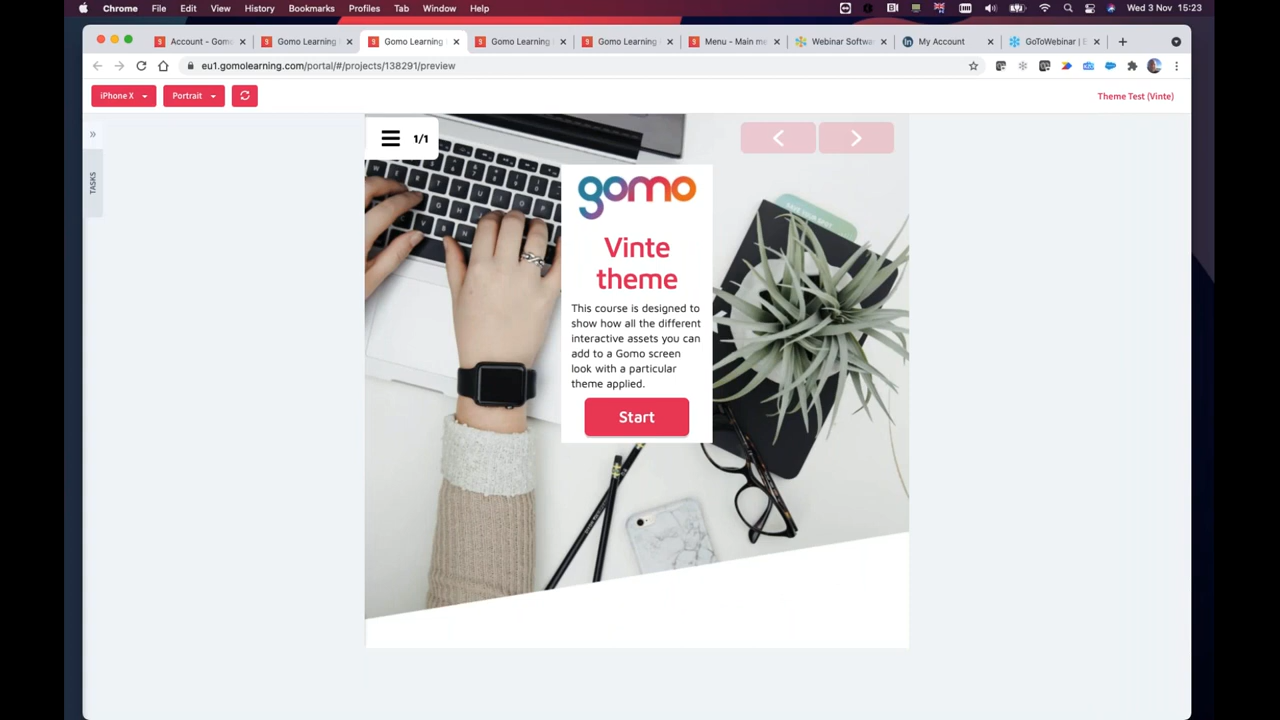 Chrome File Edit View History Bookmarks Profiles Tab Window Help Wed 3 Nov 15:23
Account - Gom Gomo Learning Gomo Learning Gomo Learning Gomo Learning Menu - Main me Webinar Softwa My Account GoToWebinar | E
eu1.gomolearning.com/portal/#/projects/138291/preview
iPhone X Portrait Theme Test (Vinte)
TASKS
1/1
gomo
Vinte
theme
This course is designed to
show how all the different
interactive assets you can
add to a Gomo screen
look with a particular
theme applied.
Start